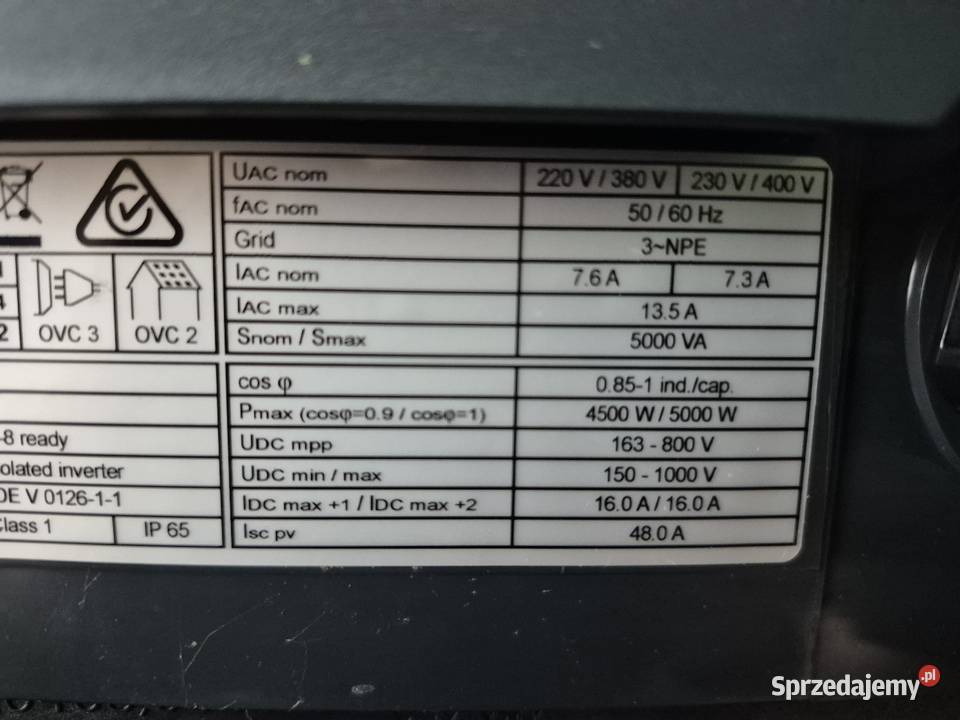 UAC nom 220 V / 380 V 230 V / 400 V
fAC nom 50 / 60 Hz
Grid 3~NPE
IAC nom 7.6 A 7.3 A
IAC max 13.5 A
Snom / Smax 5000 VA
OVC 3 OVC 2
2
cos φ 0.85-1 ind./cap.
Pmax (cosφ=0.9 / cosφ=1) 4500 W / 5000 W
-8 ready UDC mpp 163 - 800 V
olated inverter UDC min / max 150 - 1000 V
DE V 0126-1-1 IDC max +1 / IDC max +2 16.0 A / 16.0 A
Class 1 IP 65 Isc pv 48.0 A
Sprzedajemy.pl